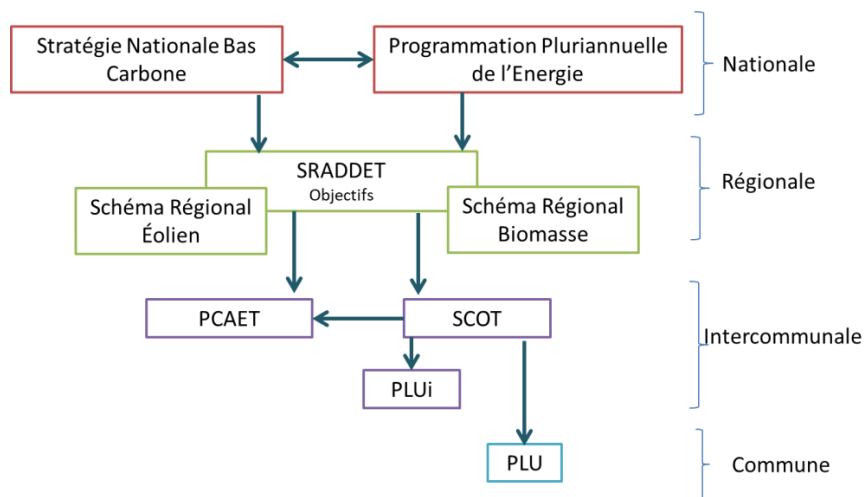 Stratégie Nationale Bas
Carbone
Programmation Pluriannuelle
de l'Energie
Nationale
SRADDET
Objectifs
Schéma Régional
Éolien
Schéma Régional
Biomasse
Régionale
PCAET
SCOT
Intercommunale
PLUi
PLU
Commune